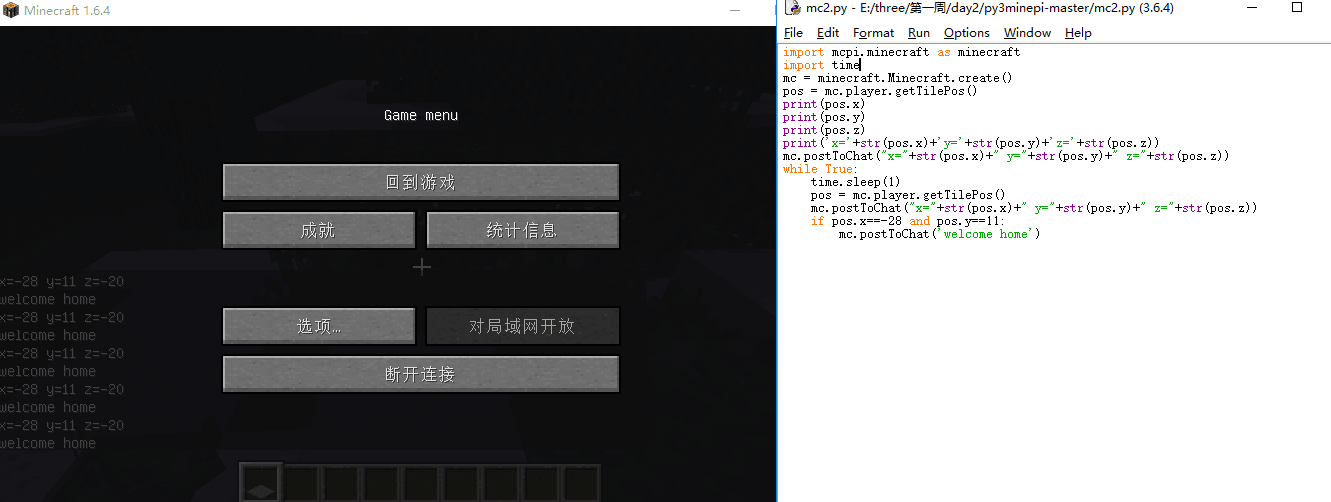 Minecraft 1.6.4
Game menu
回到游戏
成就
统计信息
x=-28 y=11 z=-20
welcome home
x=-28 y=11 z=-20
welcome home
x=-28 y=11 z=-20
welcome home
x=-28 y=11 z=-20
welcome home
x=-28 y=11 z=-20
welcome home
选项...
对局域网开放
断开连接
mc2.py - E:/three/第一周/day2/py3minepi-master/mc2.py (3.6.4)
File Edit Format Run Options Window Help
import mcpi.minecraft as minecraft
import time
mc = minecraft.Minecraft.create()
pos = mc.player.getTilePos()
print(pos.x)
print(pos.y)
print(pos.z)
print('x='+str(pos.x)+'y='+str(pos.y)+'z='+str(pos.z))
mc.postToChat("x="+str(pos.x)+" y="+str(pos.y)+" z="+str(pos.z))
while True:
    time.sleep(1)
    pos = mc.player.getTilePos()
    mc.postToChat("x="+str(pos.x)+" y="+str(pos.y)+" z="+str(pos.z))
    if pos.x==-28 and pos.y==11:
        mc.postToChat('welcome home')